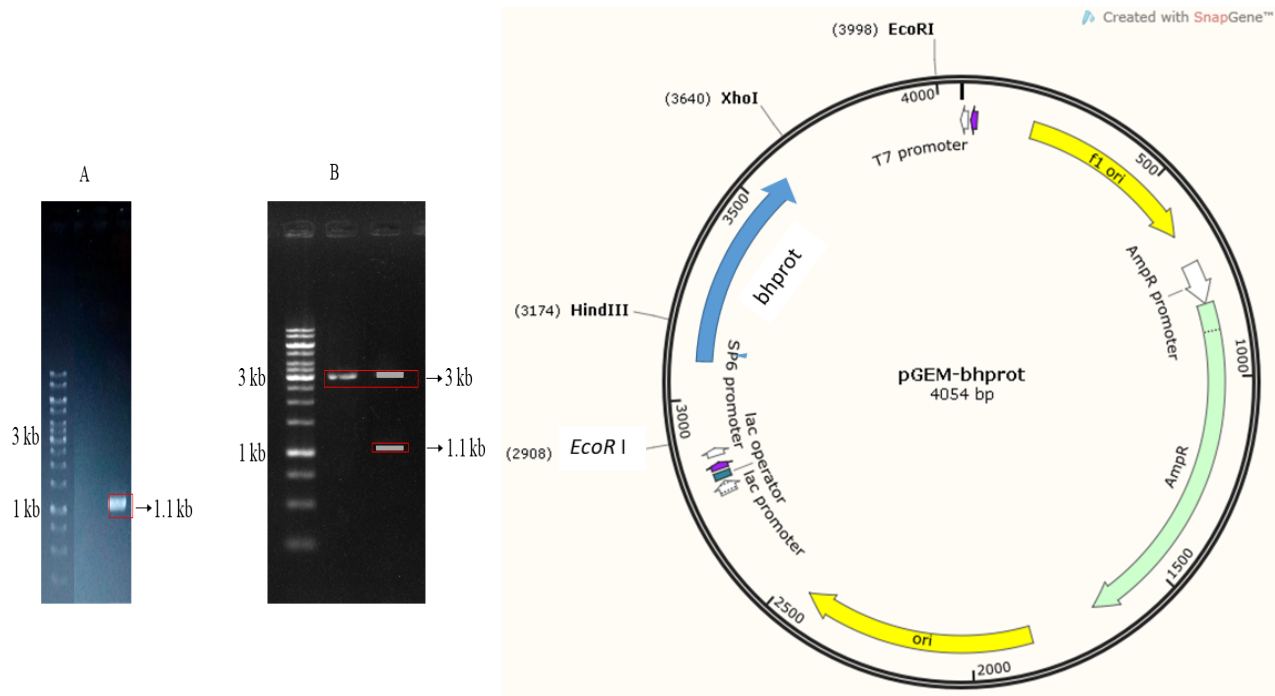 A
3 kb
1 kb
1.1 kb
B
3 kb
1 kb
3 kb
1.1 kb
Created with SnapGene™
(3998) EcoRI
(3640) XhoI
(3174) HindIII
(2908) EcoR I
4000
500
1000
1500
2000
2500
3000
3500
T7 promoter
f1 ori
AmpR promoter
AmpR
ori
lac promoter
lac operator
SP6 promoter
bhprot
pGEM-bhprot
4054 bp